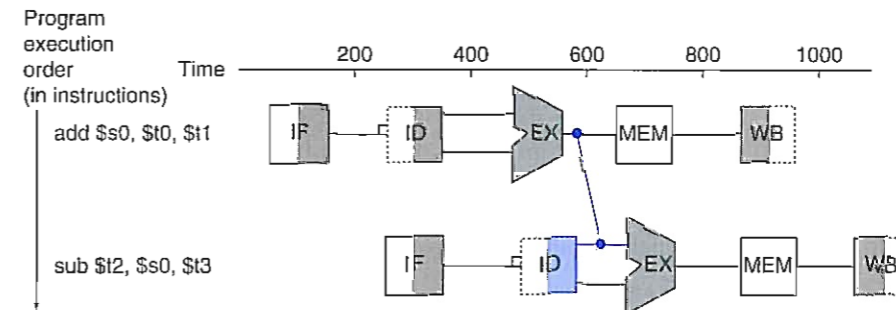 Program
execution
order
(in instructions)
Time
200 400 600 800 1000
add $s0, $t0, $t1
IF ID EX MEM WB
sub $t2, $s0, $t3
IF ID EX MEM WB